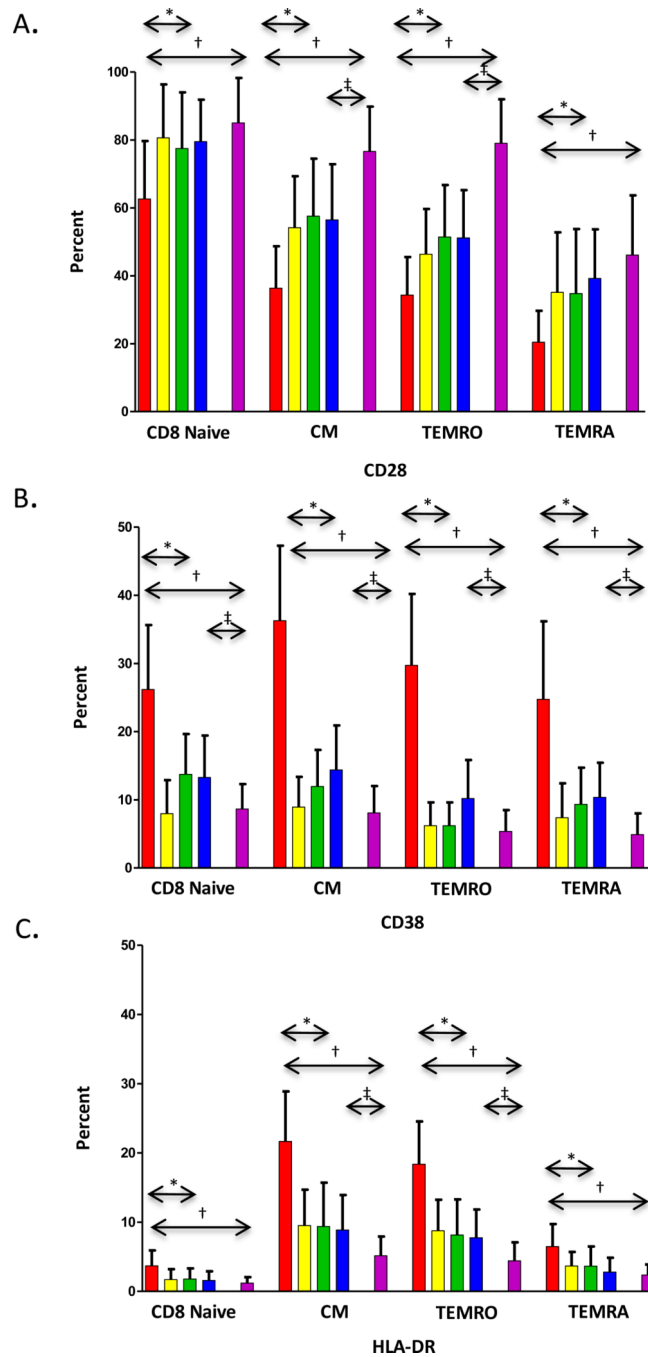 A.
* * *
† † †
‡ ‡
100
80
60
40
20
0
Percent
*
†
CD8 Naive CM TEMRO TEMRA
CD28
B.
50
40
30
20
10
0
Percent
* * * *
† † † †
‡ ‡ ‡ ‡
CD8 Naive CM TEMRO TEMRA
CD38
C.
50
40
30
20
10
0
Percent
* * * *
† † † †
‡ ‡
CD8 Naive CM TEMRO TEMRA
HLA-DR